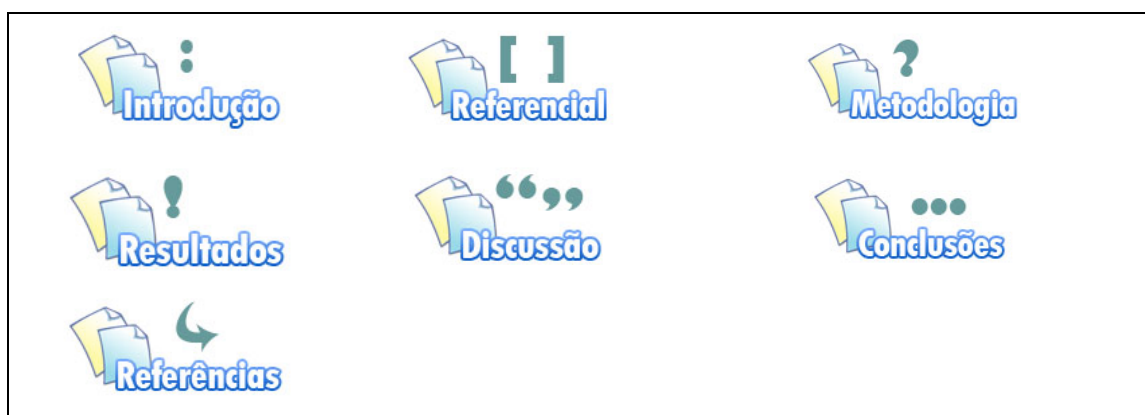 : [ ] ?
Introdução Referencial Metodologia
! “ ,, ...
Resultados Discussão Conclusões
Referências